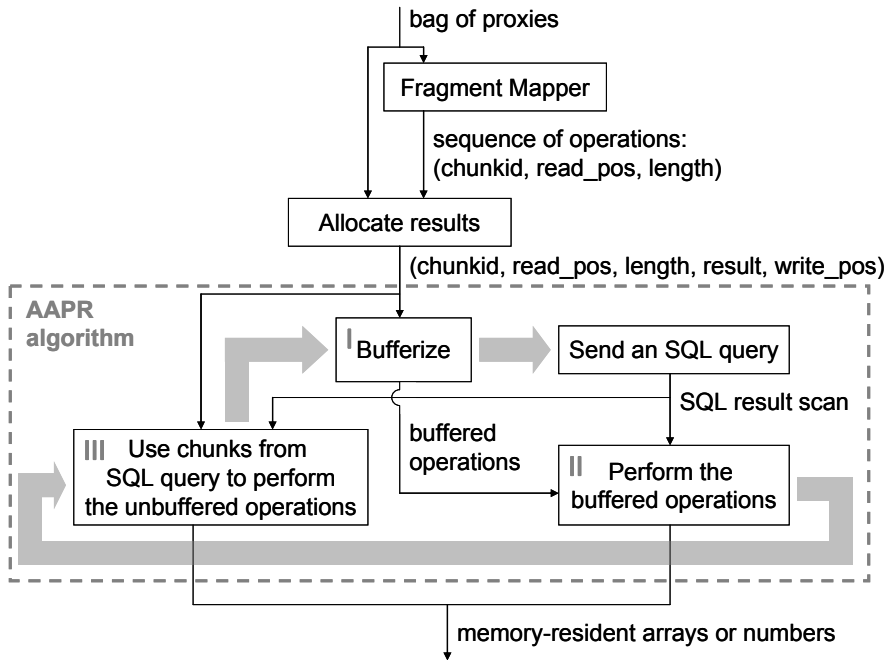 bag of proxies
Fragment Mapper
sequence of operations:
(chunkid, read_pos, length)
Allocate results
(chunkid, read_pos, length, result, write_pos)
AAPR
algorithm
I
Bufferize
Send an SQL query
SQL result scan
buffered
operations
III Use chunks from
SQL query to perform
the unbuffered operations
II Perform the
buffered operations
memory-resident arrays or numbers